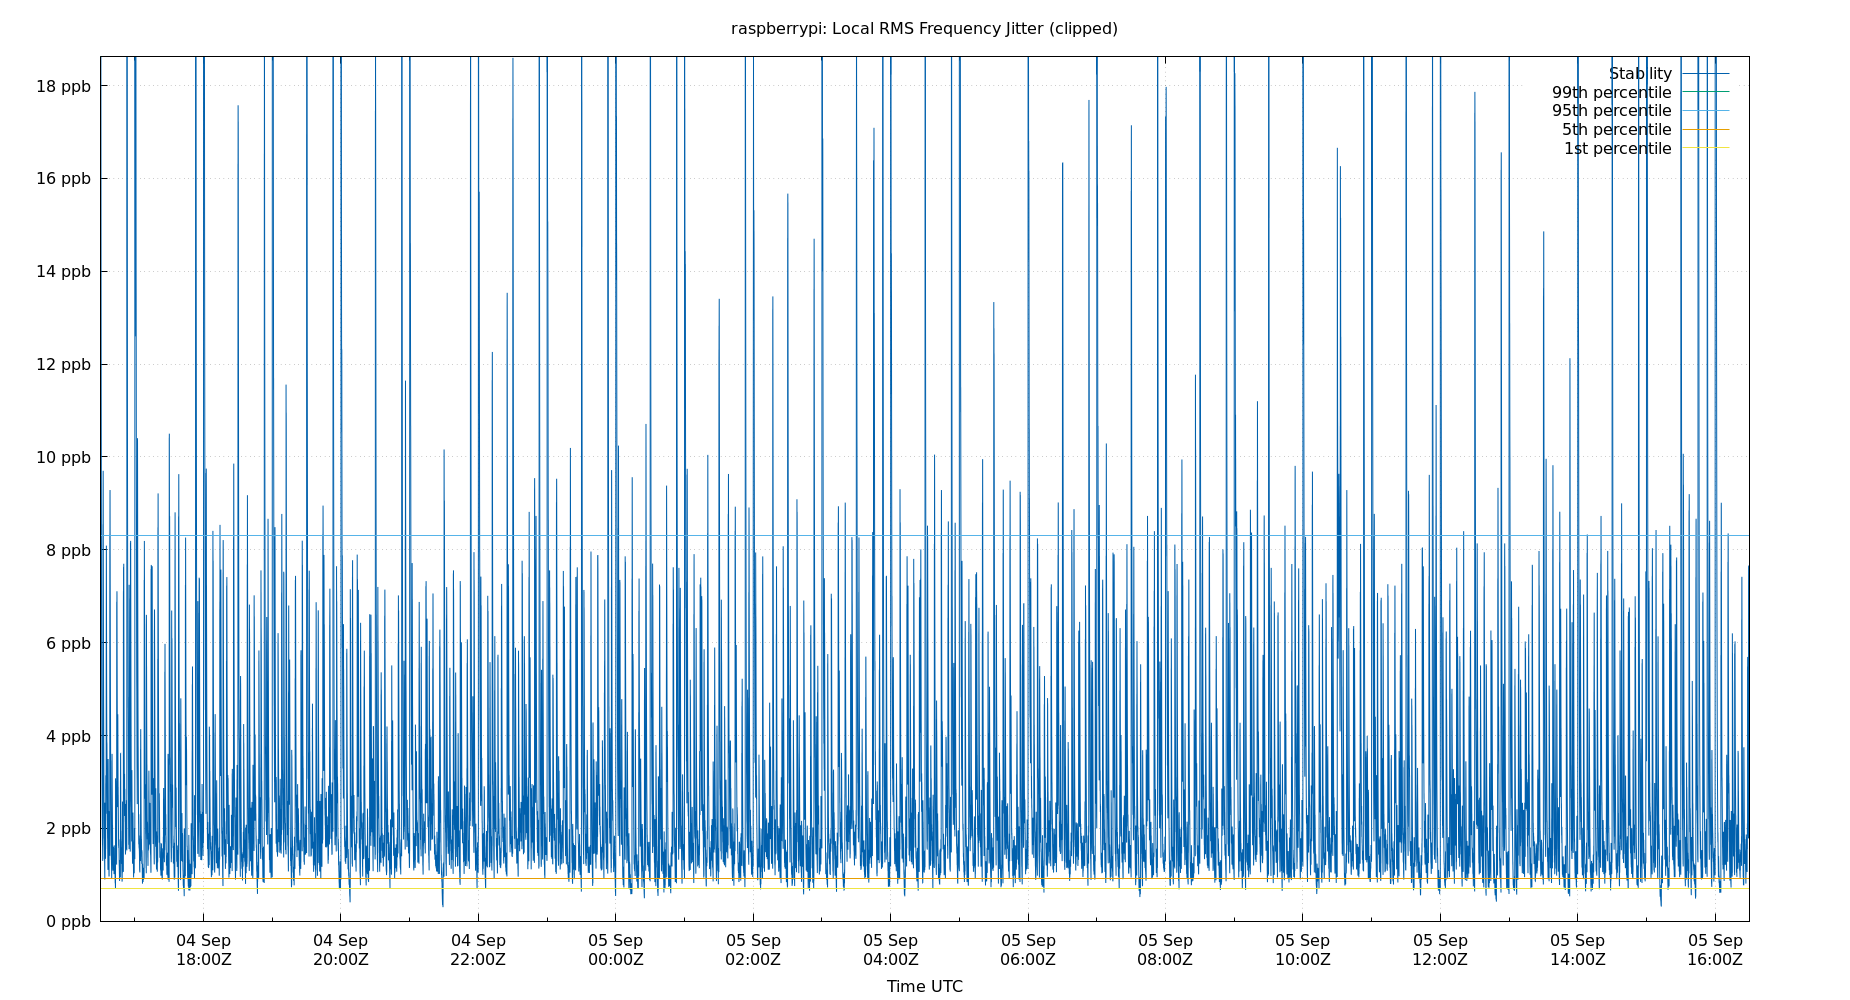 raspberrypi: Local RMS Frequency Jitter (clipped)
18 ppb
16 ppb
14 ppb
12 ppb
10 ppb
8 ppb
6 ppb
4 ppb
2 ppb
0 ppb
Stability
99th percentile
95th percentile
5th percentile
1st percentile
04 Sep 04 Sep 04 Sep 05 Sep 05 Sep 05 Sep 05 Sep 05 Sep 05 Sep 05 Sep 05 Sep 05 Sep
18:00Z 20:00Z 22:00Z 00:00Z 02:00Z 04:00Z 06:00Z 08:00Z 10:00Z 12:00Z 14:00Z 16:00Z
Time UTC